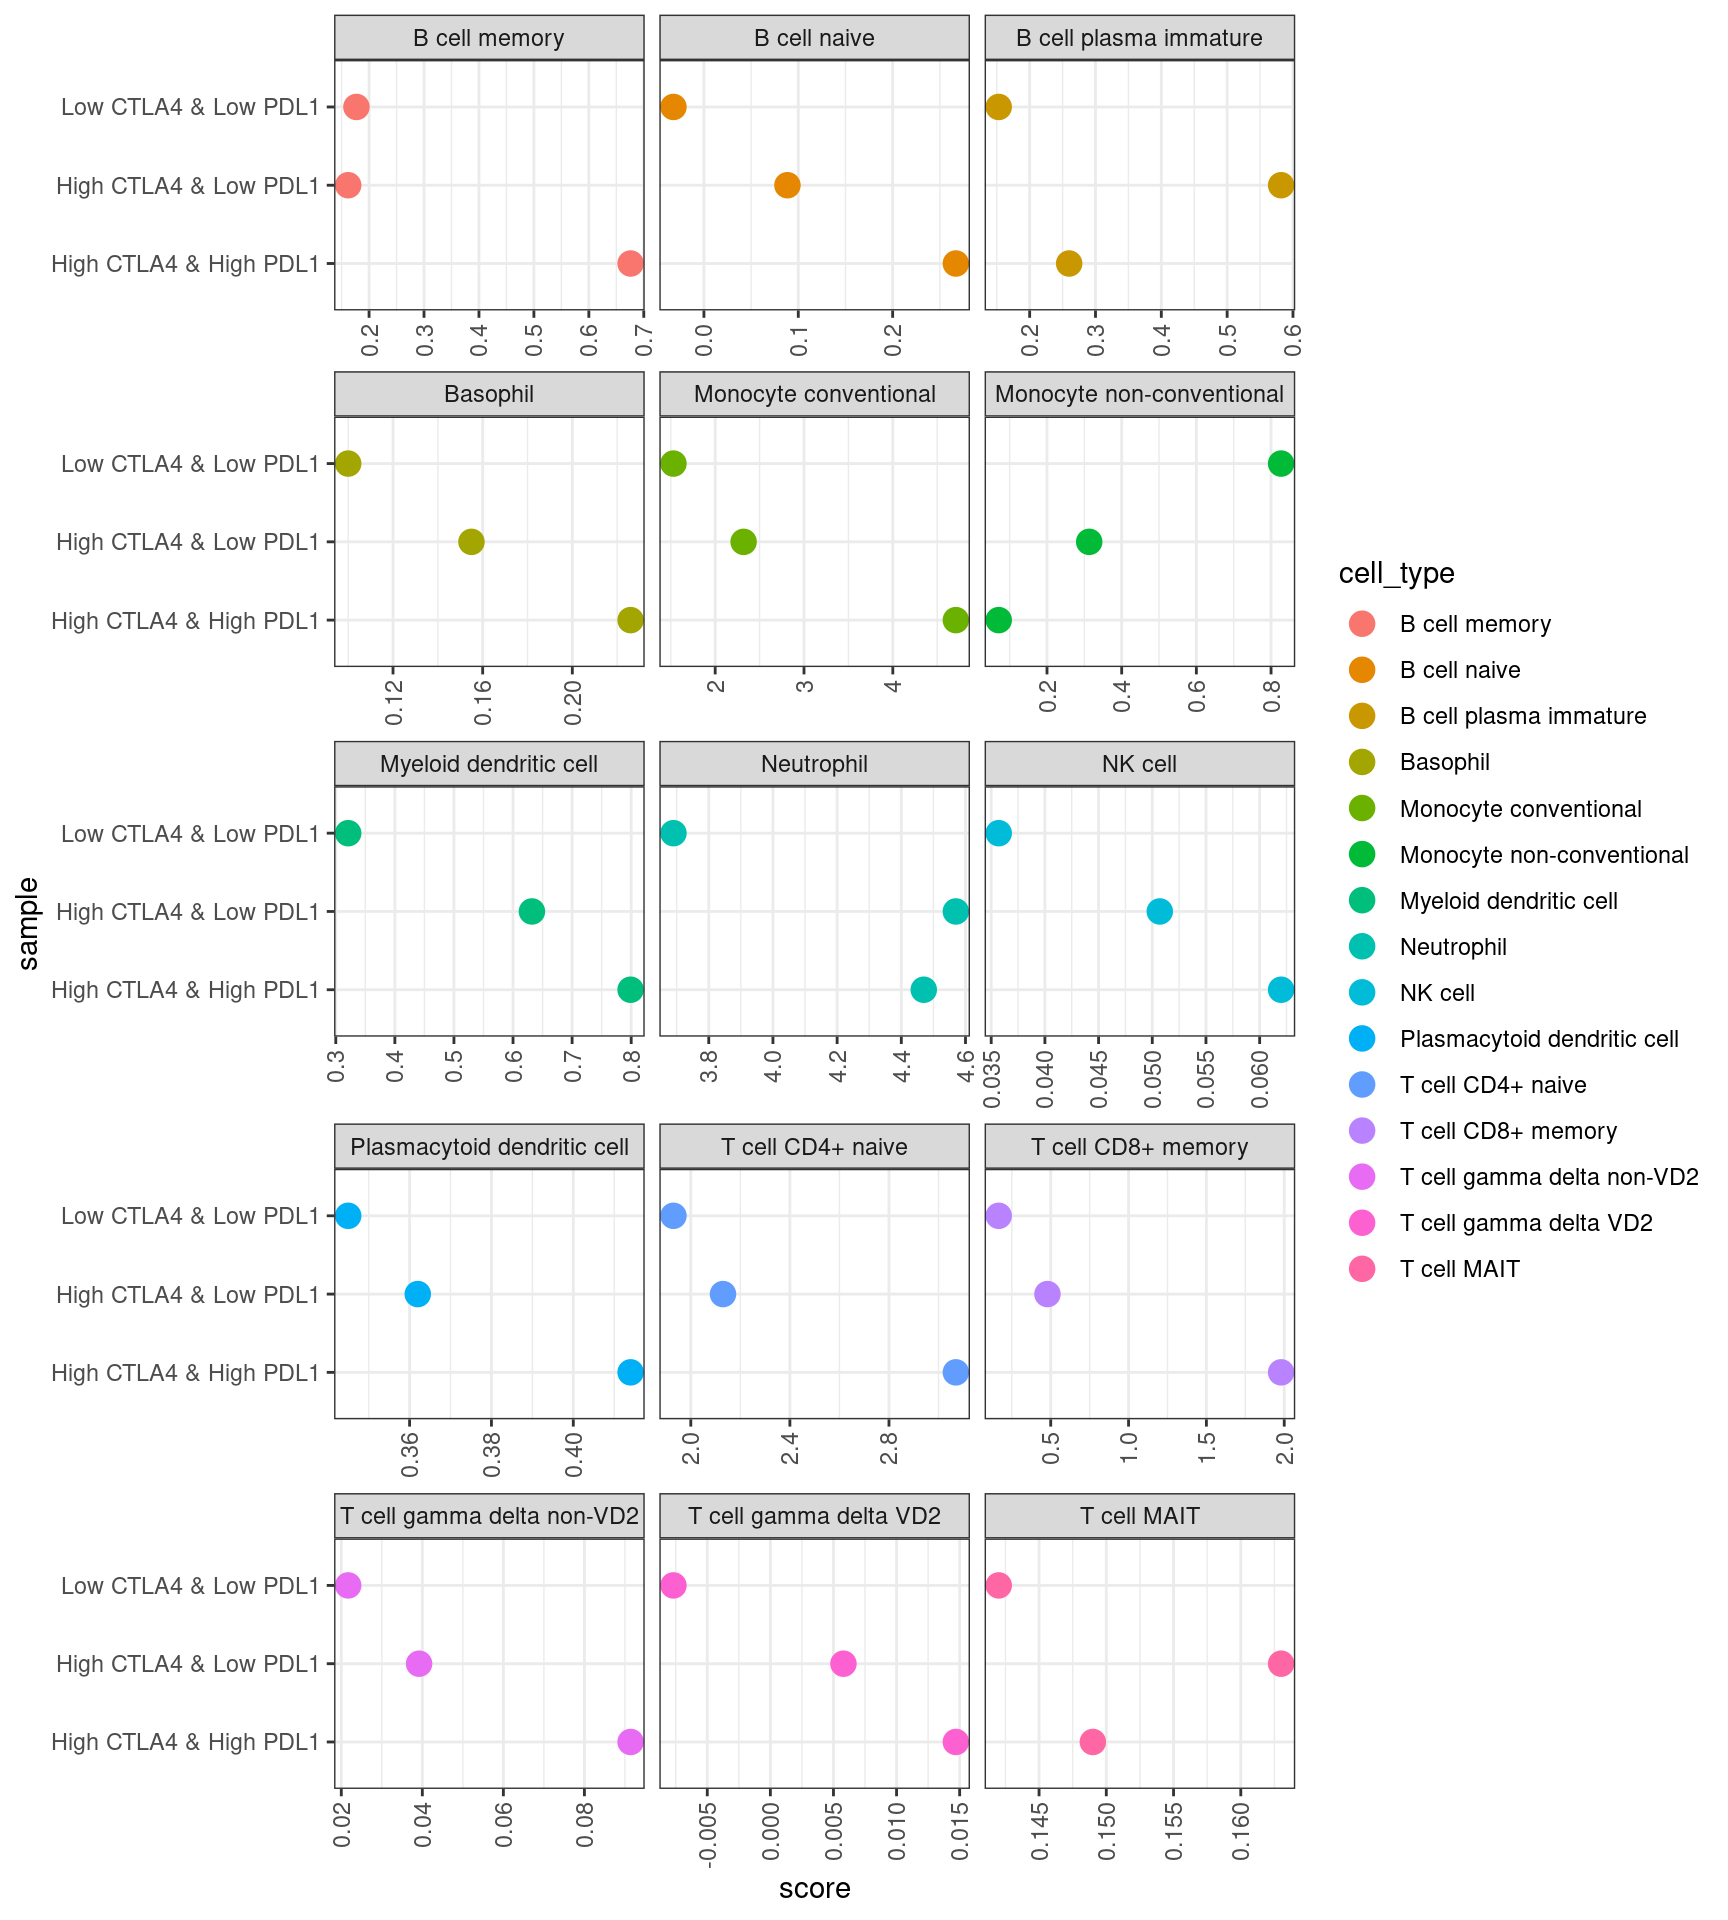 B cell memory
B cell naive
B cell plasma immature
Low CTLA4 & Low PDL1
High CTLA4 & Low PDL1
High CTLA4 & High PDL1
0.2 0.3 0.4 0.5 0.6 0.7
0.0 0.1 0.2
0.2 0.3 0.4 0.5 0.6
Basophil
Monocyte conventional
Monocyte non-conventional
Low CTLA4 & Low PDL1
High CTLA4 & Low PDL1
High CTLA4 & High PDL1
0.12 0.16 0.20
2 3 4
0.2 0.4 0.6 0.8
Myeloid dendritic cell
Neutrophil
NK cell
Low CTLA4 & Low PDL1
High CTLA4 & Low PDL1
High CTLA4 & High PDL1
0.3 0.4 0.5 0.6 0.7 0.8
3.8 4.0 4.2 4.4 4.6
0.035 0.040 0.045 0.050 0.055 0.060
Plasmacytoid dendritic cell
T cell CD4+ naive
T cell CD8+ memory
Low CTLA4 & Low PDL1
High CTLA4 & Low PDL1
High CTLA4 & High PDL1
0.36 0.38 0.40
2.0 2.4 2.8
0.5 1.0 1.5 2.0
T cell gamma delta non-VD2
T cell gamma delta VD2
T cell MAIT
Low CTLA4 & Low PDL1
High CTLA4 & Low PDL1
High CTLA4 & High PDL1
0.02 0.04 0.06 0.08
-0.005 0.000 0.005 0.010 0.015
0.145 0.150 0.155 0.160
sample
score
cell_type
B cell memory
B cell naive
B cell plasma immature
Basophil
Monocyte conventional
Monocyte non-conventional
Myeloid dendritic cell
Neutrophil
NK cell
Plasmacytoid dendritic cell
T cell CD4+ naive
T cell CD8+ memory
T cell gamma delta non-VD2
T cell gamma delta VD2
T cell MAIT